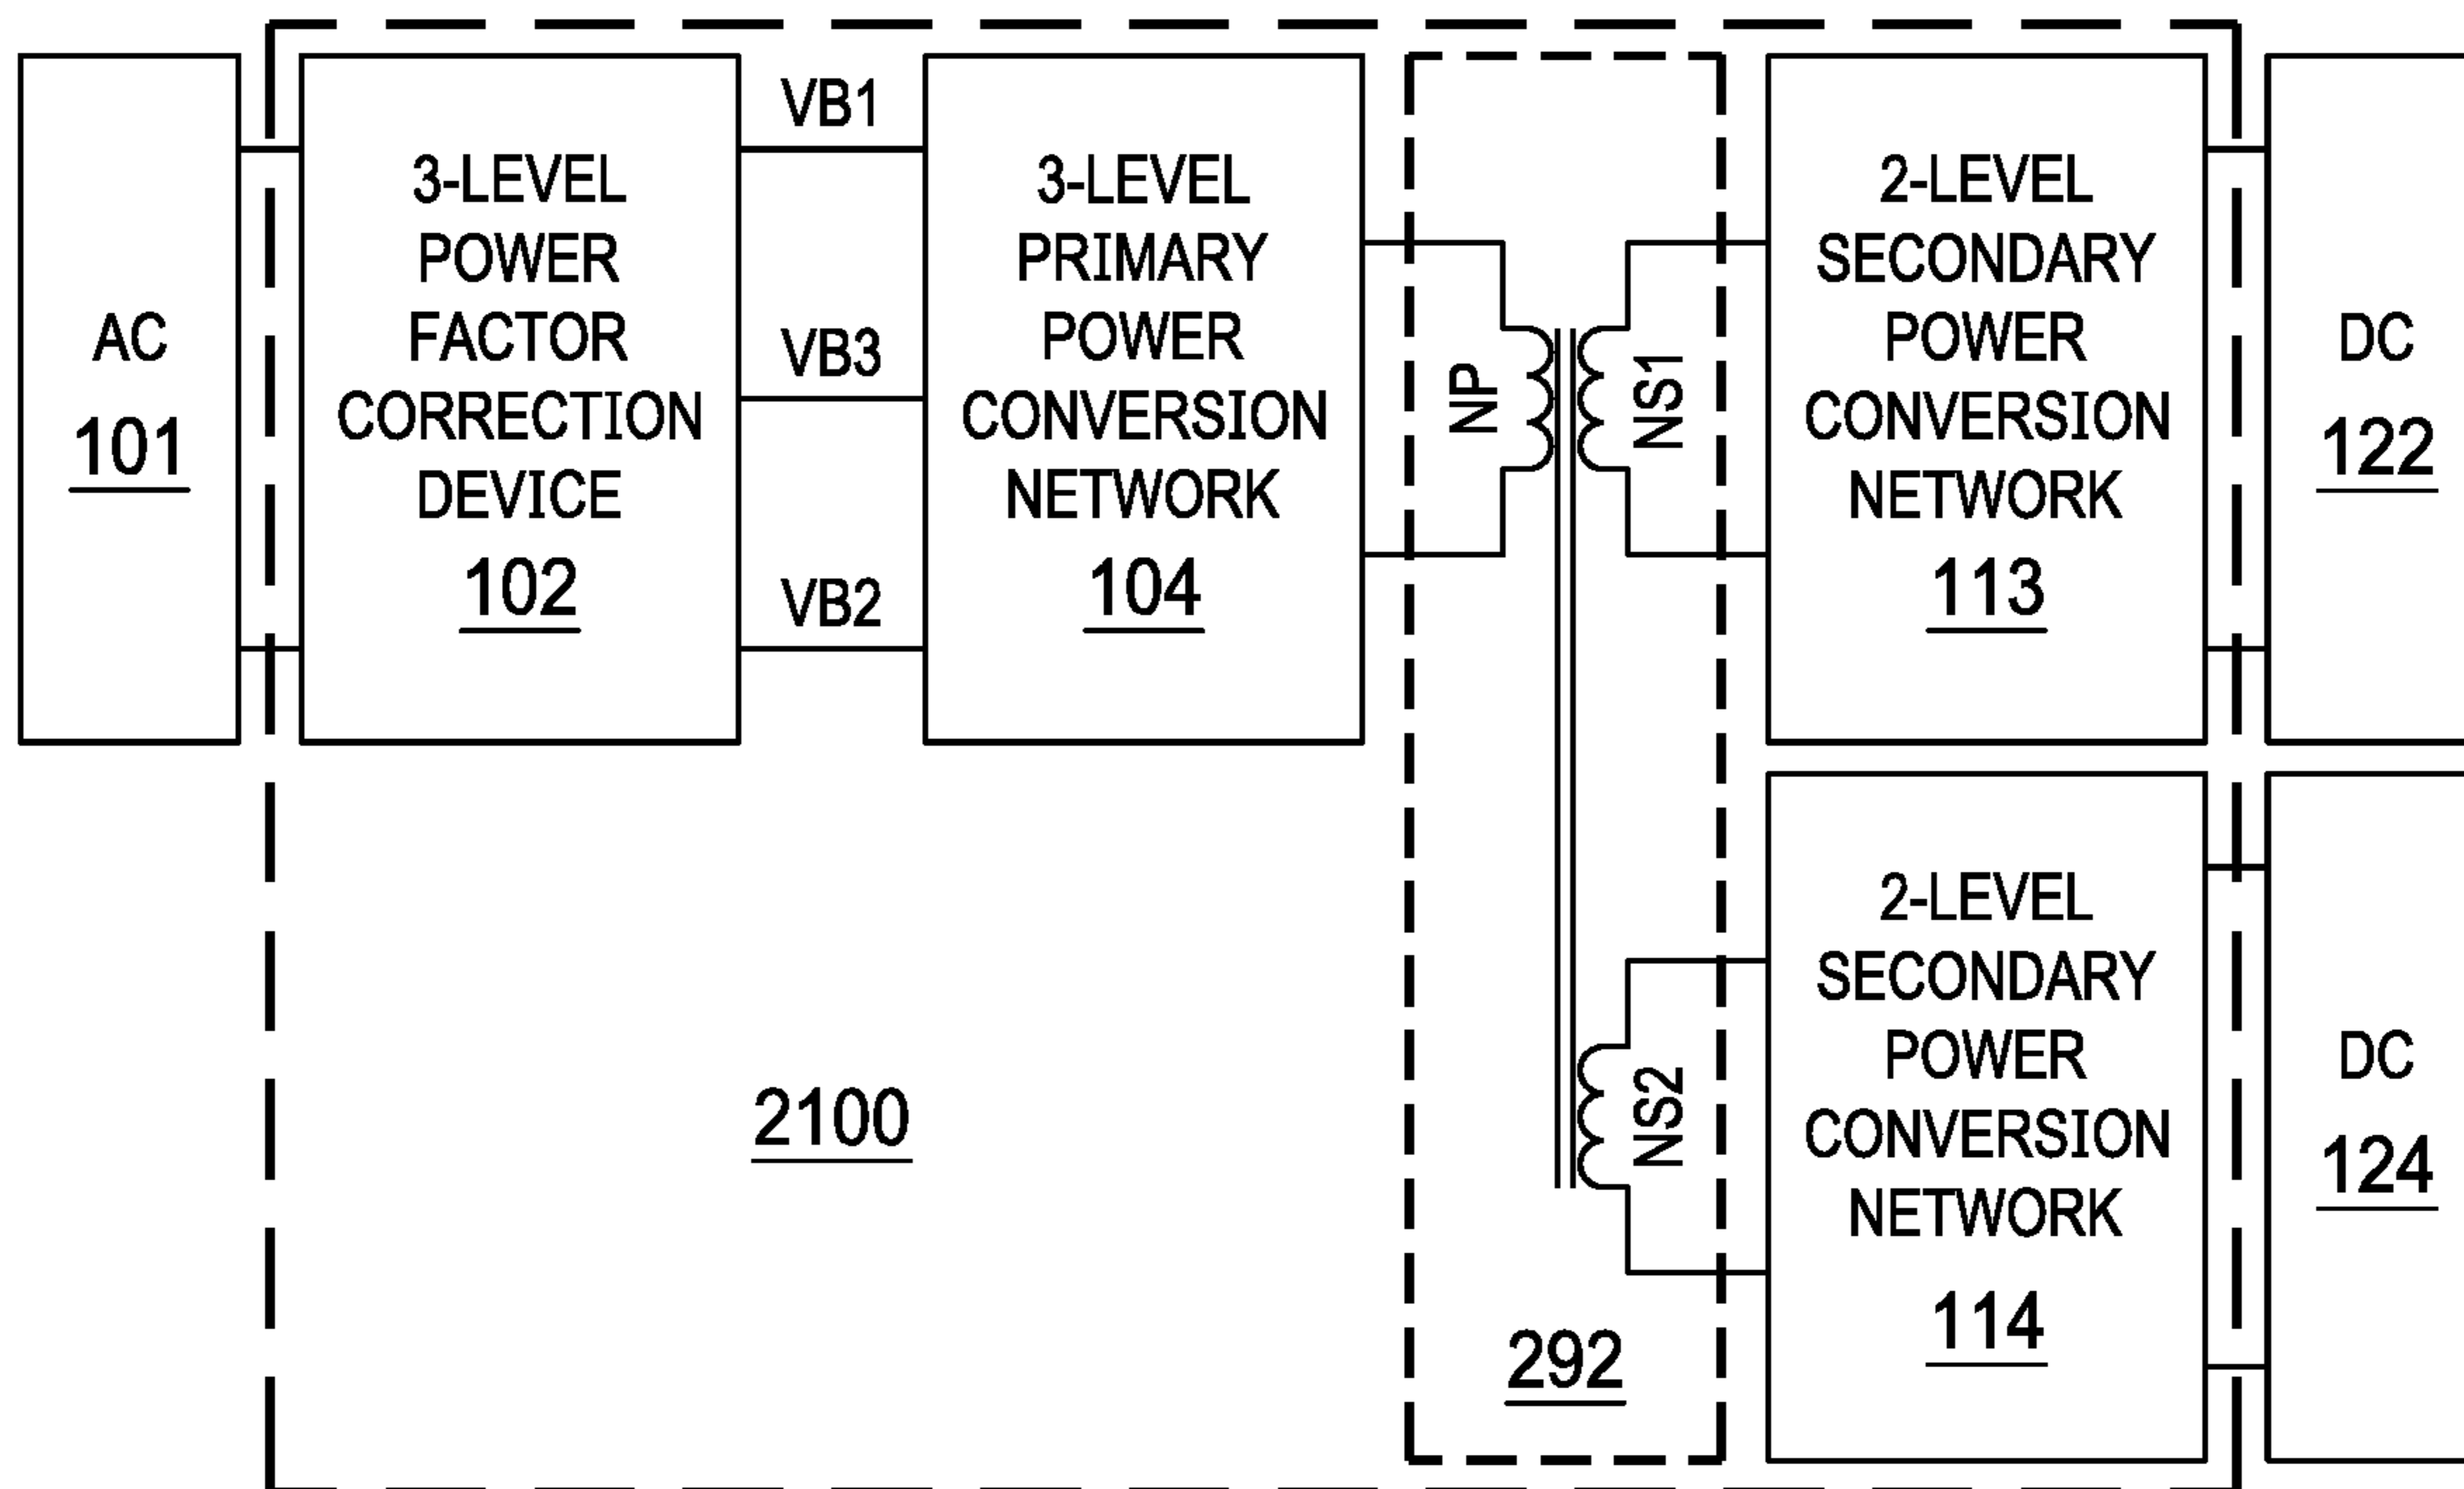 AC
101
3-LEVEL
POWER
FACTOR
CORRECTION
DEVICE
102
VB1
VB3
VB2
3-LEVEL
PRIMARY
POWER
CONVERSION
NETWORK
104
NP
NS1
2-LEVEL
SECONDARY
POWER
CONVERSION
NETWORK
113
DC
122
2100
NS2
292
2-LEVEL
SECONDARY
POWER
CONVERSION
NETWORK
114
DC
124